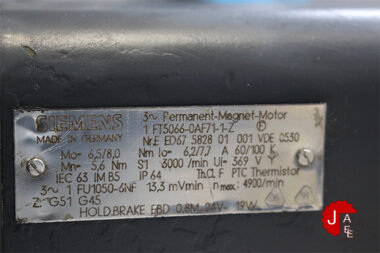 SIEMENS
MADE IN GERMANY
3~ Permanent-Magnet-Motor
1 FT5066-0AF71-1-Z
Nr.E ED67 5828 01 001 VDE 0530
Mo: 6,5/8,0 Nm Io: 6,2/7,7 A 60/100 K
Mn: 5,6 Nm S1 3000 /min Ui: 369 V
IEC 63 IM B5 IP 64 Th.Cl. F PTC Thermistor
3~ 1 FU1050-6NF 13,3 mVmin n max.: 4900/min
Z: G51 G45
HOLD.BRAKE EBD 0,8M 24V- 19W
JAEE